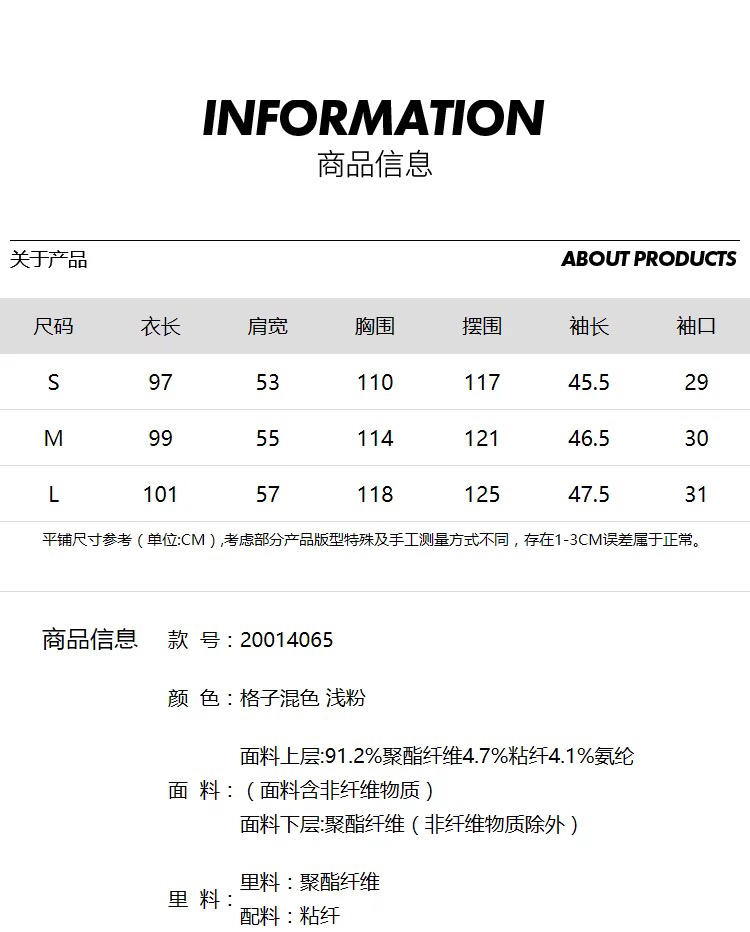 INFORMATION
商品信息
关于产品 ABOUT PRODUCTS
尺码 衣长 肩宽 胸围 摆围 袖长 袖口
S 97 53 110 117 45.5 29
M 99 55 114 121 46.5 30
L 101 57 118 125 47.5 31
平铺尺寸参考（单位:CM）,考虑部分产品版型特殊及手工测量方式不同，存在1-3CM误差属于正常。
商品信息 款 号：20014065
颜 色：格子混色 浅粉
面料上层:91.2%聚酯纤维4.7%粘纤4.1%氨纶
面 料：（面料含非纤维物质）
面料下层:聚酯纤维（非纤维物质除外）
里料：聚酯纤维
里 料：
配料：粘纤